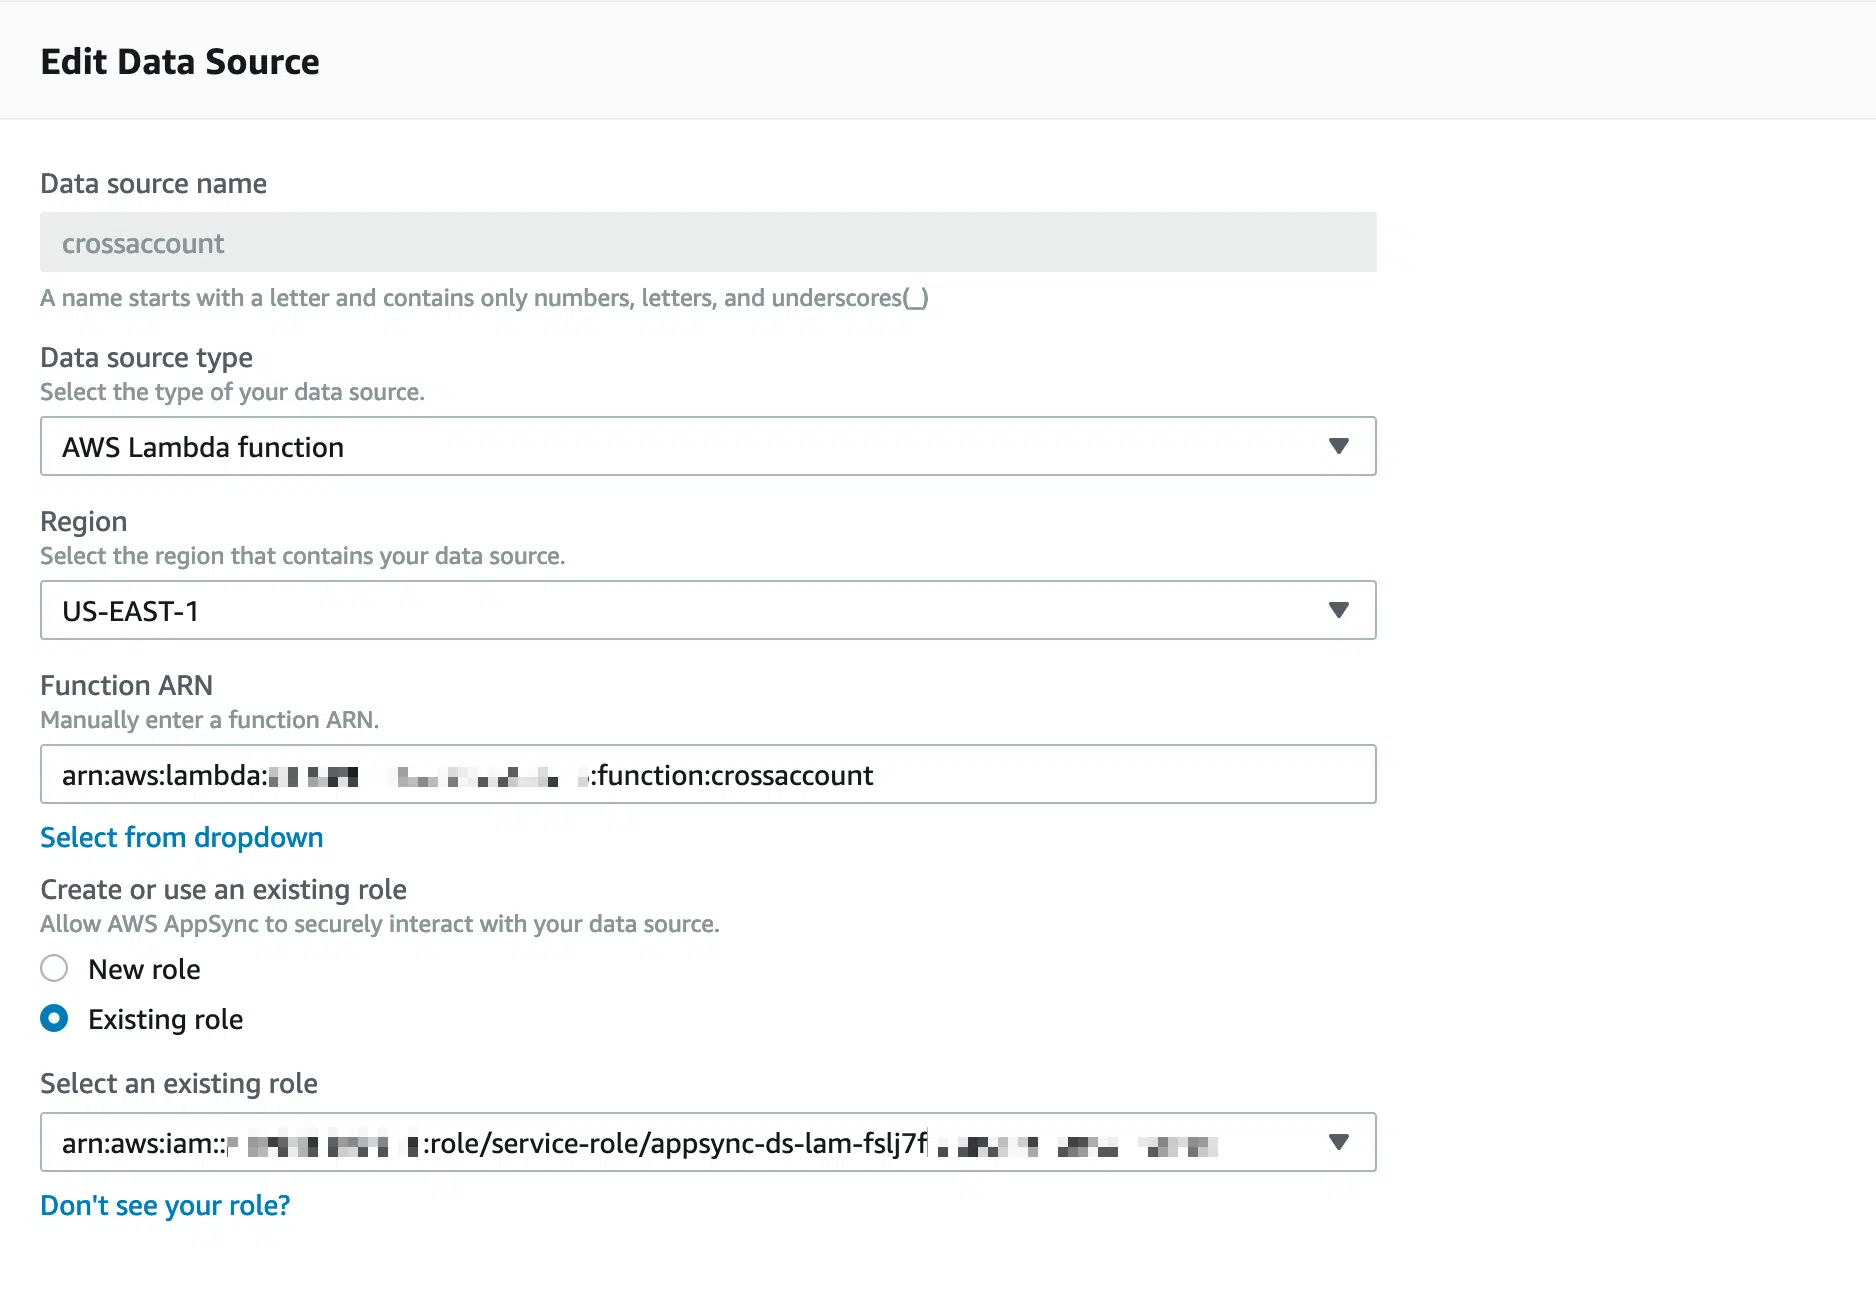 Edit Data Source
Data source name
crossaccount
A name starts with a letter and contains only numbers, letters, and underscores(_)
Data source type
Select the type of your data source.
AWS Lambda function
Region
Select the region that contains your data source.
US-EAST-1
Function ARN
Manually enter a function ARN.
arn:aws:lambda: :function:crossaccount
Select from dropdown
Create or use an existing role
Allow AWS AppSync to securely interact with your data source.
New role
Existing role
Select an existing role
arn:aws:iam:: :role/service-role/appsync-ds-lam-fslj7f
Don't see your role?